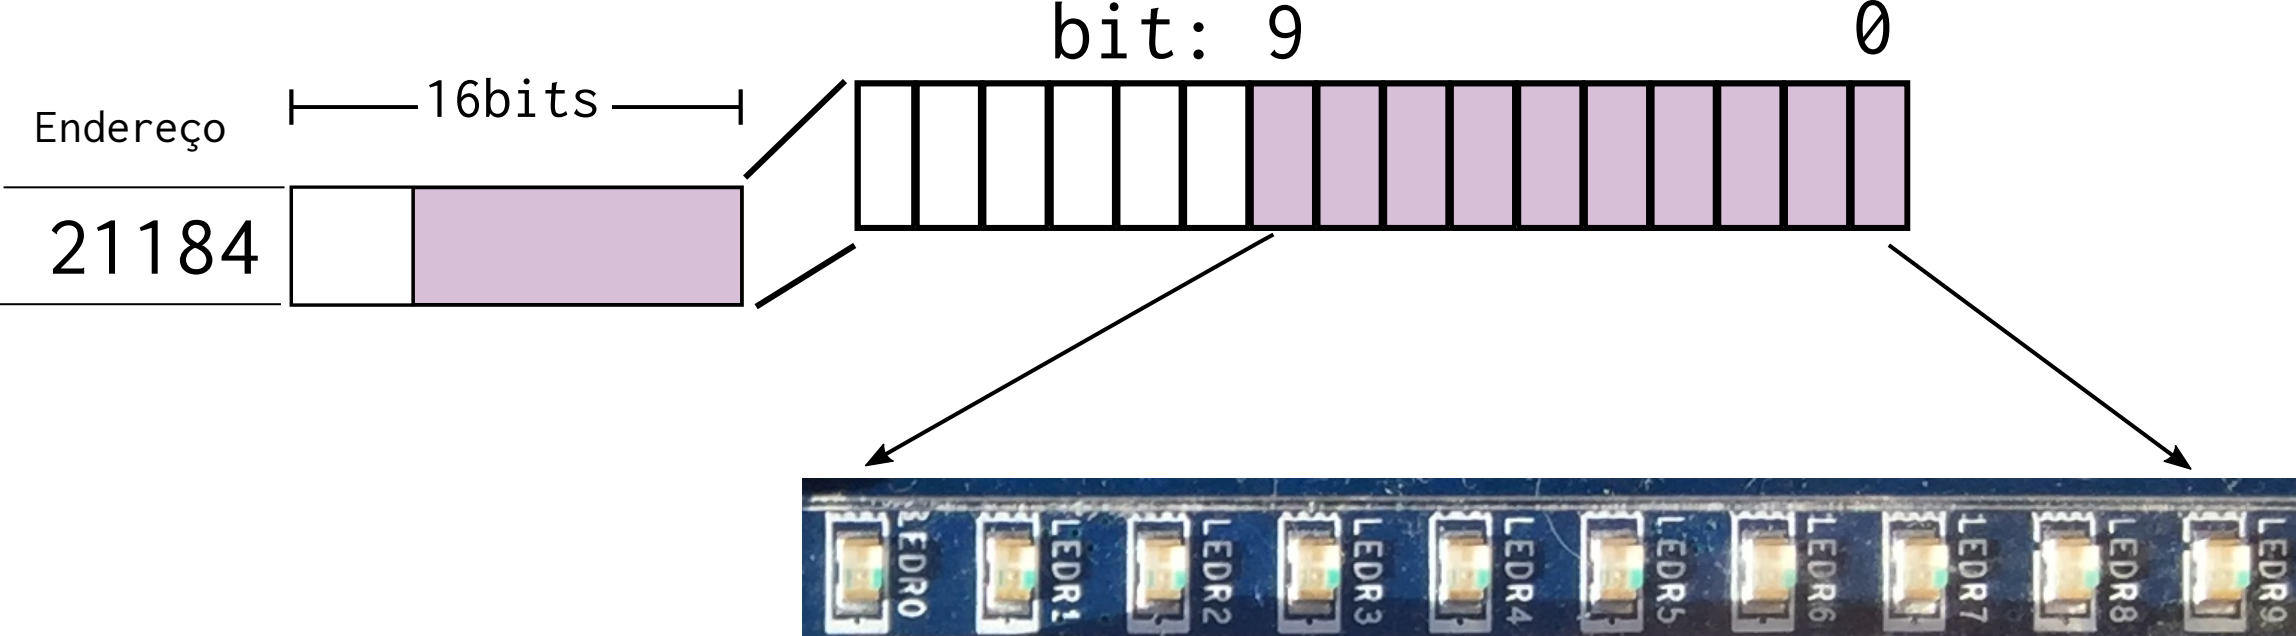 bit: 9 0
16bits
Endereço
21184
LEDR0 LEDR1 LEDR2 LEDR3 LEDR4 LEDR5 LEDR6 LEDR7 LEDR8 LEDR9